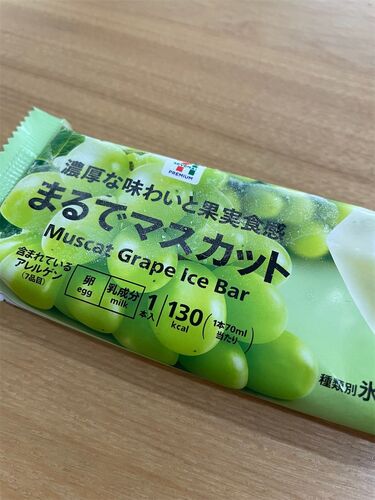 PREMIUM
濃厚な味わいと果実食感
まるでマスカット
Muscat Grape Ice Bar
含まれている
アレルゲン
(7品目)
卵
egg
乳成分
milk
1
本入
130
kcal
(1本70ml
当たり)
種類別 氷